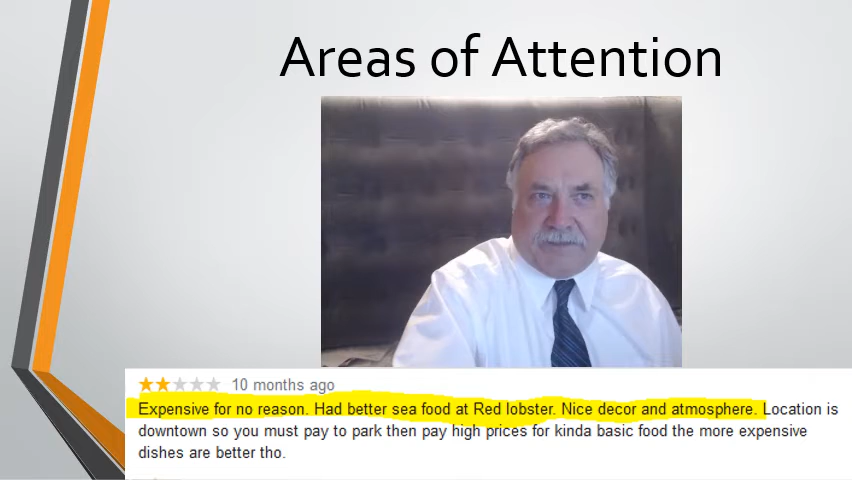 Areas of Attention
10 months ago
Expensive for no reason. Had better sea food at Red lobster. Nice decor and atmosphere. Location is
downtown so you must pay to park then pay high prices for kinda basic food the more expensive
dishes are better tho.